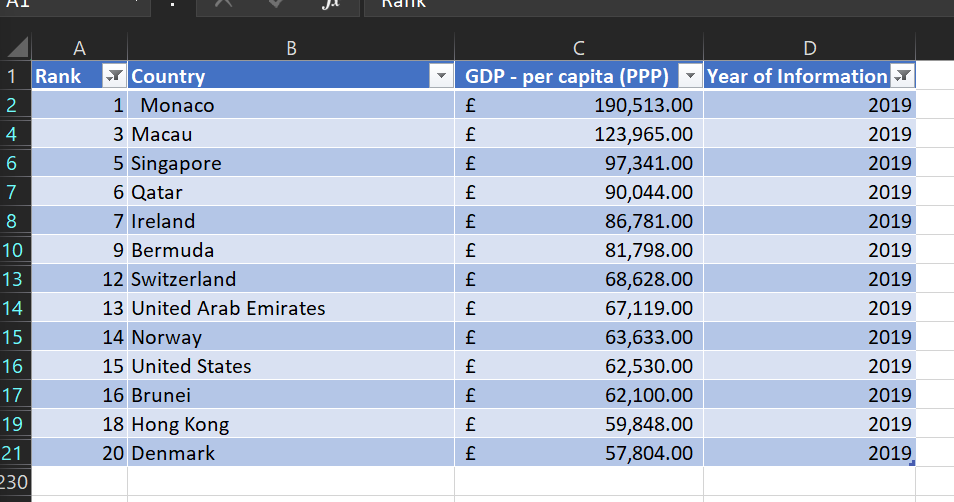 A1 fx Rank
A B C D
1 Rank Country GDP - per capita (PPP) Year of Information
2 1 Monaco £ 190,513.00 2019
4 3 Macau £ 123,965.00 2019
6 5 Singapore £ 97,341.00 2019
7 6 Qatar £ 90,044.00 2019
8 7 Ireland £ 86,781.00 2019
10 9 Bermuda £ 81,798.00 2019
13 12 Switzerland £ 68,628.00 2019
14 13 United Arab Emirates £ 67,119.00 2019
15 14 Norway £ 63,633.00 2019
16 15 United States £ 62,530.00 2019
17 16 Brunei £ 62,100.00 2019
19 18 Hong Kong £ 59,848.00 2019
21 20 Denmark £ 57,804.00 2019
230